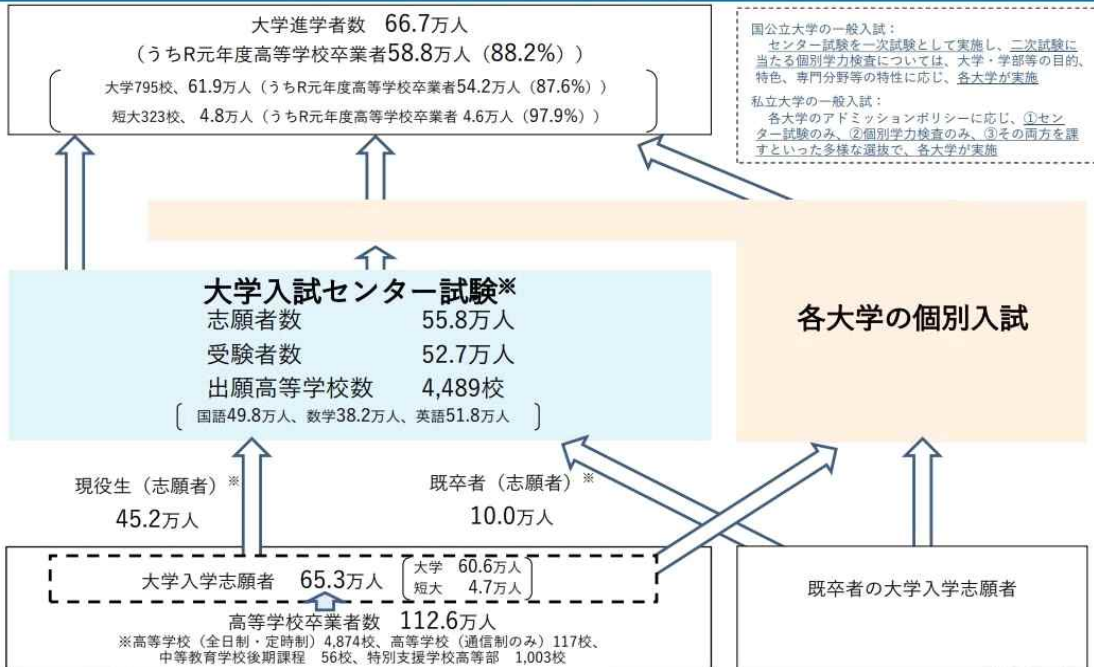 大学進学者数 66.7万人
（うちR元年度高等学校卒業者58.8万人（88.2%））
大学795校、61.9万人（うちR元年度高等学校卒業者54.2万人（87.6%））
短大323校、 4.8万人（うちR元年度高等学校卒業者 4.6万人（97.9%））
国公立大学の一般入試：
センター試験を一次試験として実施し、二次試験に
当たる個別学力検査については、大学・学部等の目的、
特色、専門分野等の特性に応じ、各大学が実施
私立大学の一般入試：
各大学のアドミッションポリシーに応じ、①セン
ター試験のみ、②個別学力検査のみ、③その両方を課
すといった多様な選抜で、各大学が実施
大学入試センター試験※
志願者数 55.8万人
受験者数 52.7万人
出願高等学校数 4,489校
国語49.8万人、数学38.2万人、英語51.8万人
各大学の個別入試
現役生（志願者）※
45.2万人
既卒者（志願者）※
10.0万人
大学入学志願者 65.3万人
大学 60.6万人
短大 4.7万人
高等学校卒業者数 112.6万人
※高等学校（全日制・定時制）4,874校、高等学校（通信制のみ）117校、
中等教育学校後期課程 56校、特別支援学校高等部 1,003校
既卒者の大学入学志願者